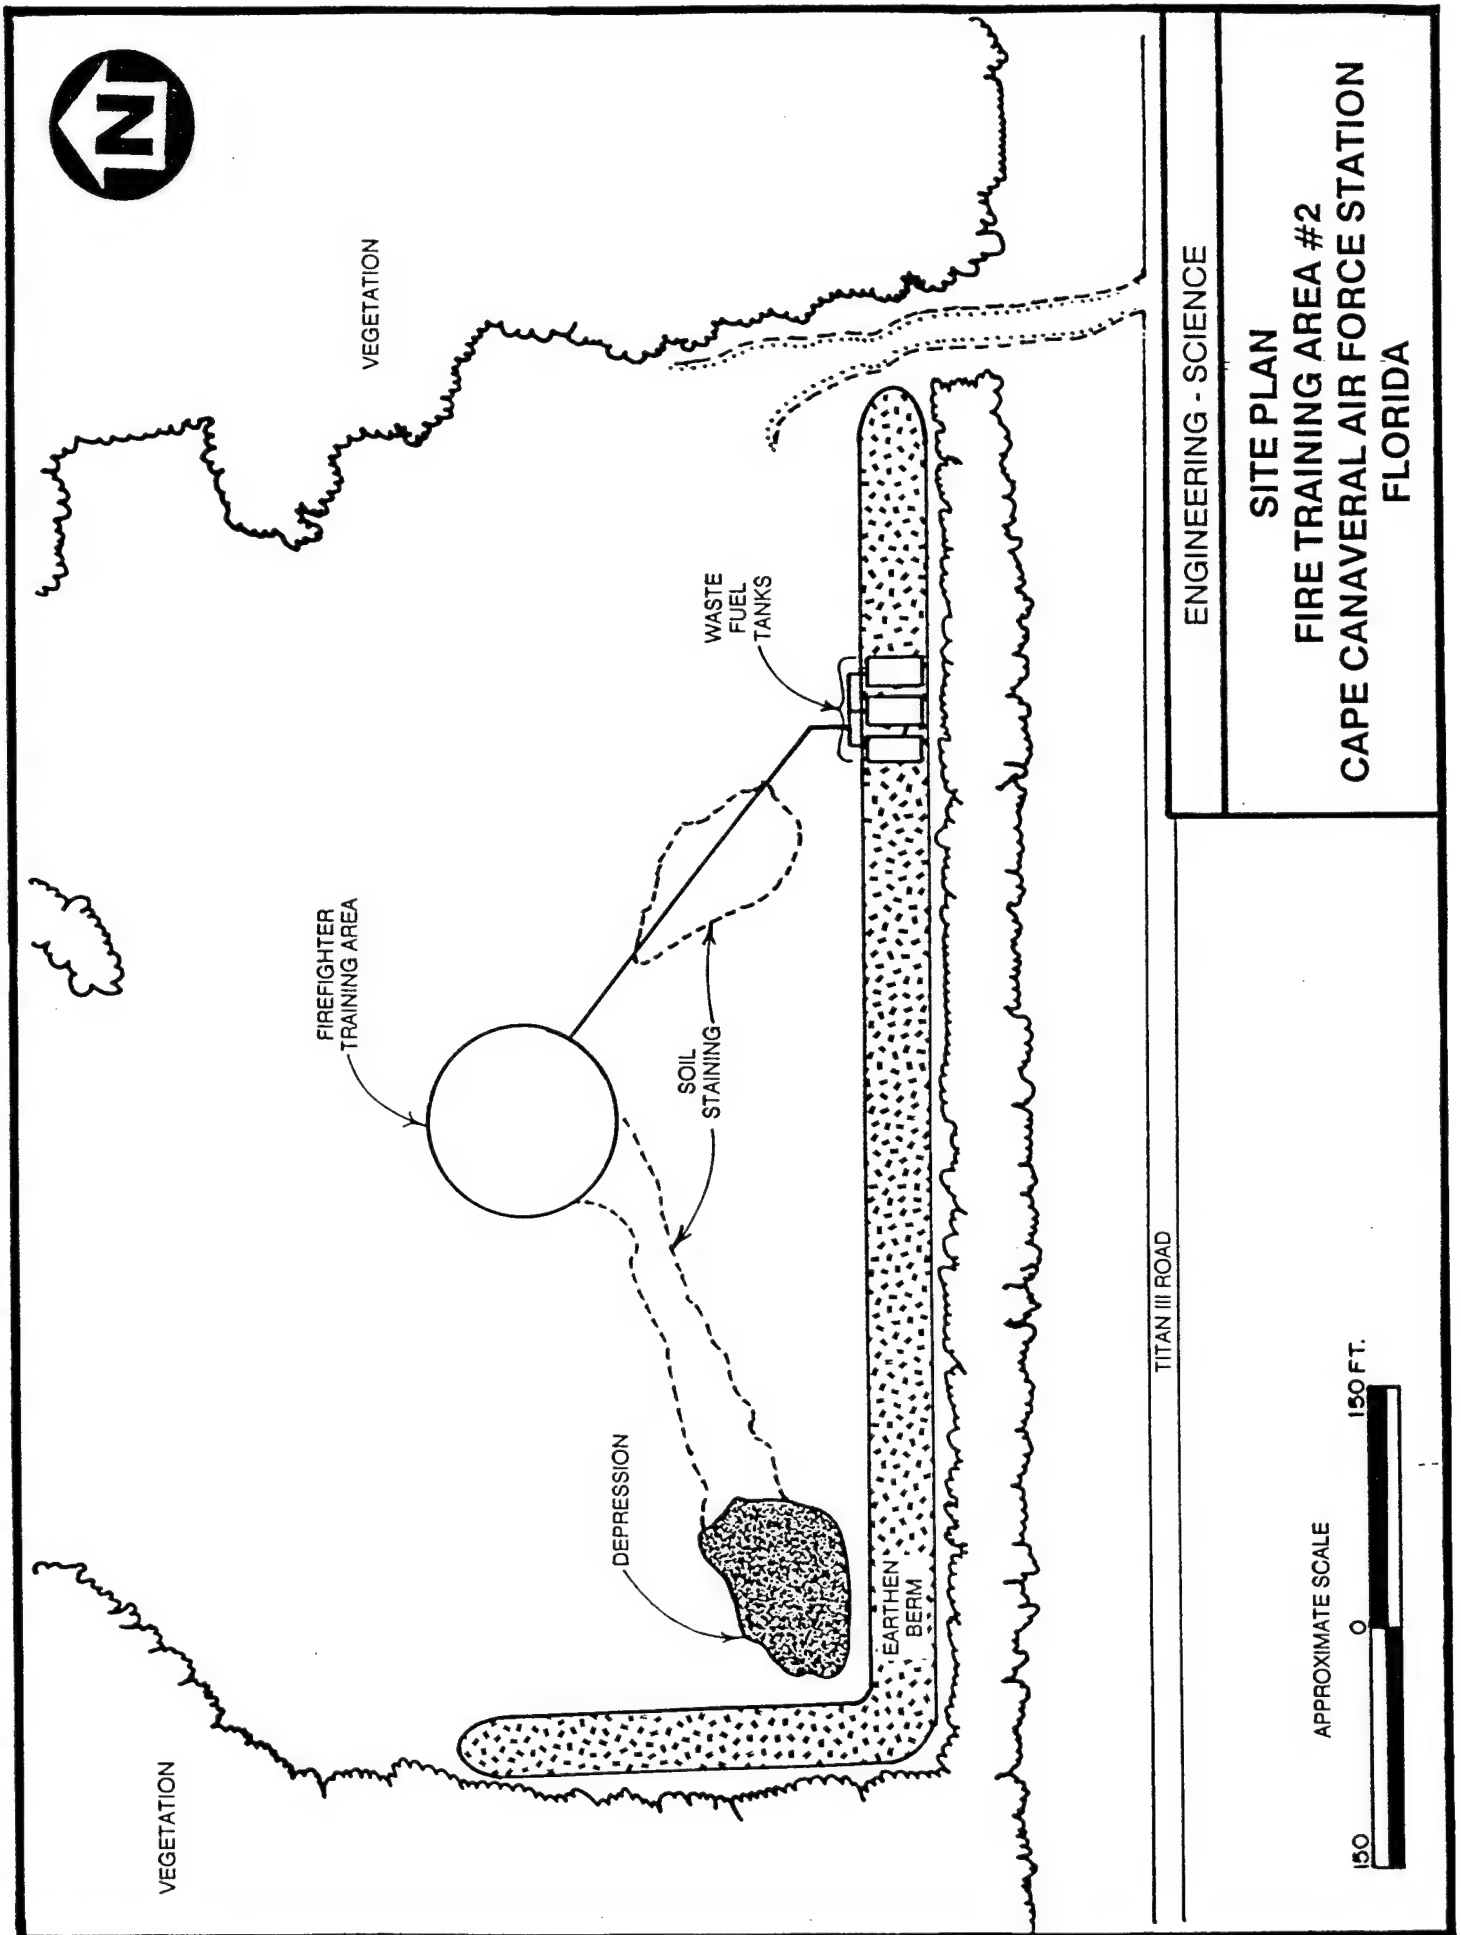 N
VEGETATION
VEGETATION
FIREFIGHTER
TRAINING AREA
WASTE
FUEL
TANKS
SOIL
STAINING
DEPRESSION
EARTHEN
BERM
TITAN III ROAD
APPROXIMATE SCALE
150 0 150 FT.
ENGINEERING - SCIENCE
SITE PLAN
FIRE TRAINING AREA #2
CAPE CANAVERAL AIR FORCE STATION
FLORIDA